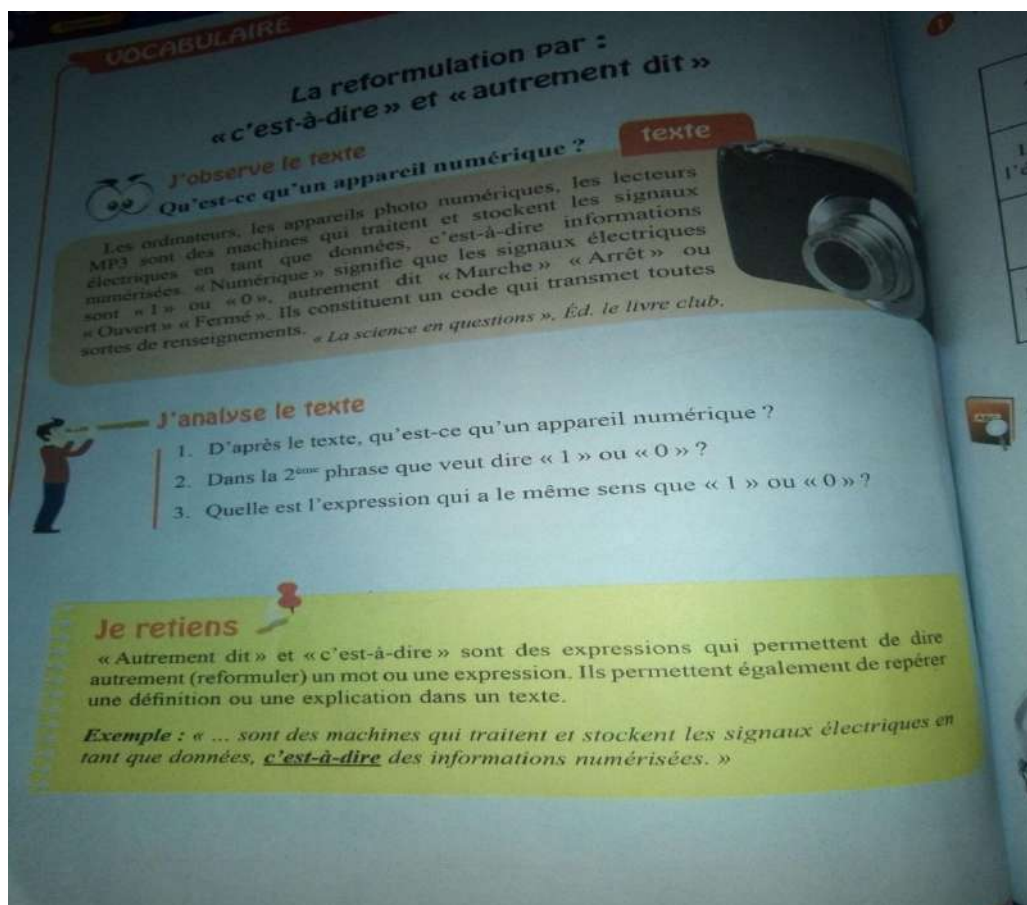 VOCABULAIRE
La reformulation par :
« c'est-à-dire » et « autrement dit »
J'observe le texte
texte
Qu'est-ce qu'un appareil numérique ?
Les ordinateurs, les appareils photo numériques, les lecteurs
MP3 sont des machines qui traitent et stockent les signaux
électriques en tant que données, c'est-à-dire informations
numérisées. « Numérique » signifie que les signaux électriques
sont « 1 » ou « 0 », autrement dit « Marche » « Arrêt » ou
« Ouvert » « Fermé ». Ils constituent un code qui transmet toutes
sortes de renseignements.
« La science en questions », Éd. le livre club.
J'analyse le texte
1. D'après le texte, qu'est-ce qu'un appareil numérique ?
2. Dans la 2ème phrase que veut dire « 1 » ou « 0 » ?
3. Quelle est l'expression qui a le même sens que « 1 » ou « 0 » ?
Je retiens
« Autrement dit » et « c'est-à-dire » sont des expressions qui permettent de dire
autrement (reformuler) un mot ou une expression. Ils permettent également de repérer
une définition ou une explication dans un texte.
Exemple : « ... sont des machines qui traitent et stockent les signaux électriques en
tant que données, c'est-à-dire des informations numérisées. »
1